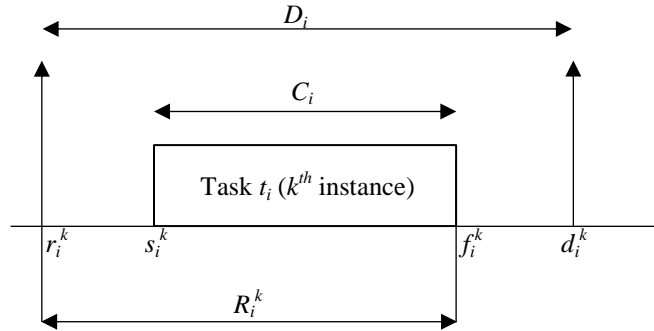 D_i
C_i
Task t_i (k^th instance)
r_i^k s_i^k f_i^k d_i^k
R_i^k